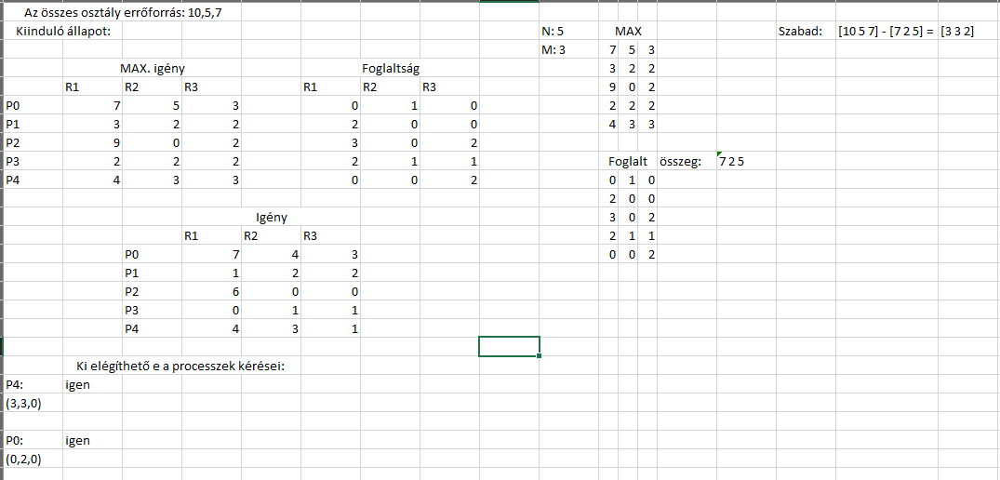 Az összes osztály errőforrás: 10,5,7
Kiinduló állapot: N: 5 MAX Szabad: [10 5 7] - [7 2 5] = [3 3 2]
M: 3 7 5 3
MAX. igény Foglaltság 3 2 2
R1 R2 R3 R1 R2 R3 9 0 2
P0 7 5 3 0 1 0 2 2 2
P1 3 2 2 2 0 0 4 3 3
P2 9 0 2 3 0 2
P3 2 2 2 2 1 1 Foglalt összeg: 7 2 5
P4 4 3 3 0 0 2 0 1 0
2 0 0
Igény 3 0 2
R1 R2 R3 2 1 1
P0 7 4 3 0 0 2
P1 1 2 2
P2 6 0 0
P3 0 1 1
P4 4 3 1
Ki elégíthető e a processzek kérései:
P4: igen
(3,3,0)
P0: igen
(0,2,0)